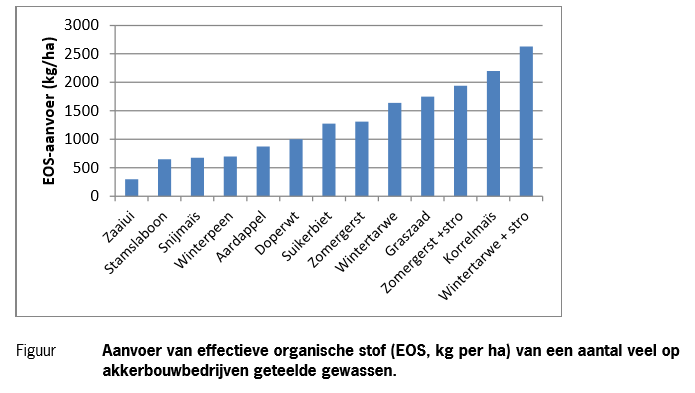 3000
2500
2000
1500
1000
500
0
EOS-aanvoer (kg/ha)
Zaaiui
Stamslaboon
Snijmaïs
Winterpeen
Aardappel
Doperwt
Suikerbiet
Zomergerst
Wintertarwe
Graszaad
Zomergerst +stro
Korrelmaïs
Wintertarwe + stro
Figuur Aanvoer van effectieve organische stof (EOS, kg per ha) van een aantal veel op
akkerbouwbedrijven geteelde gewassen.